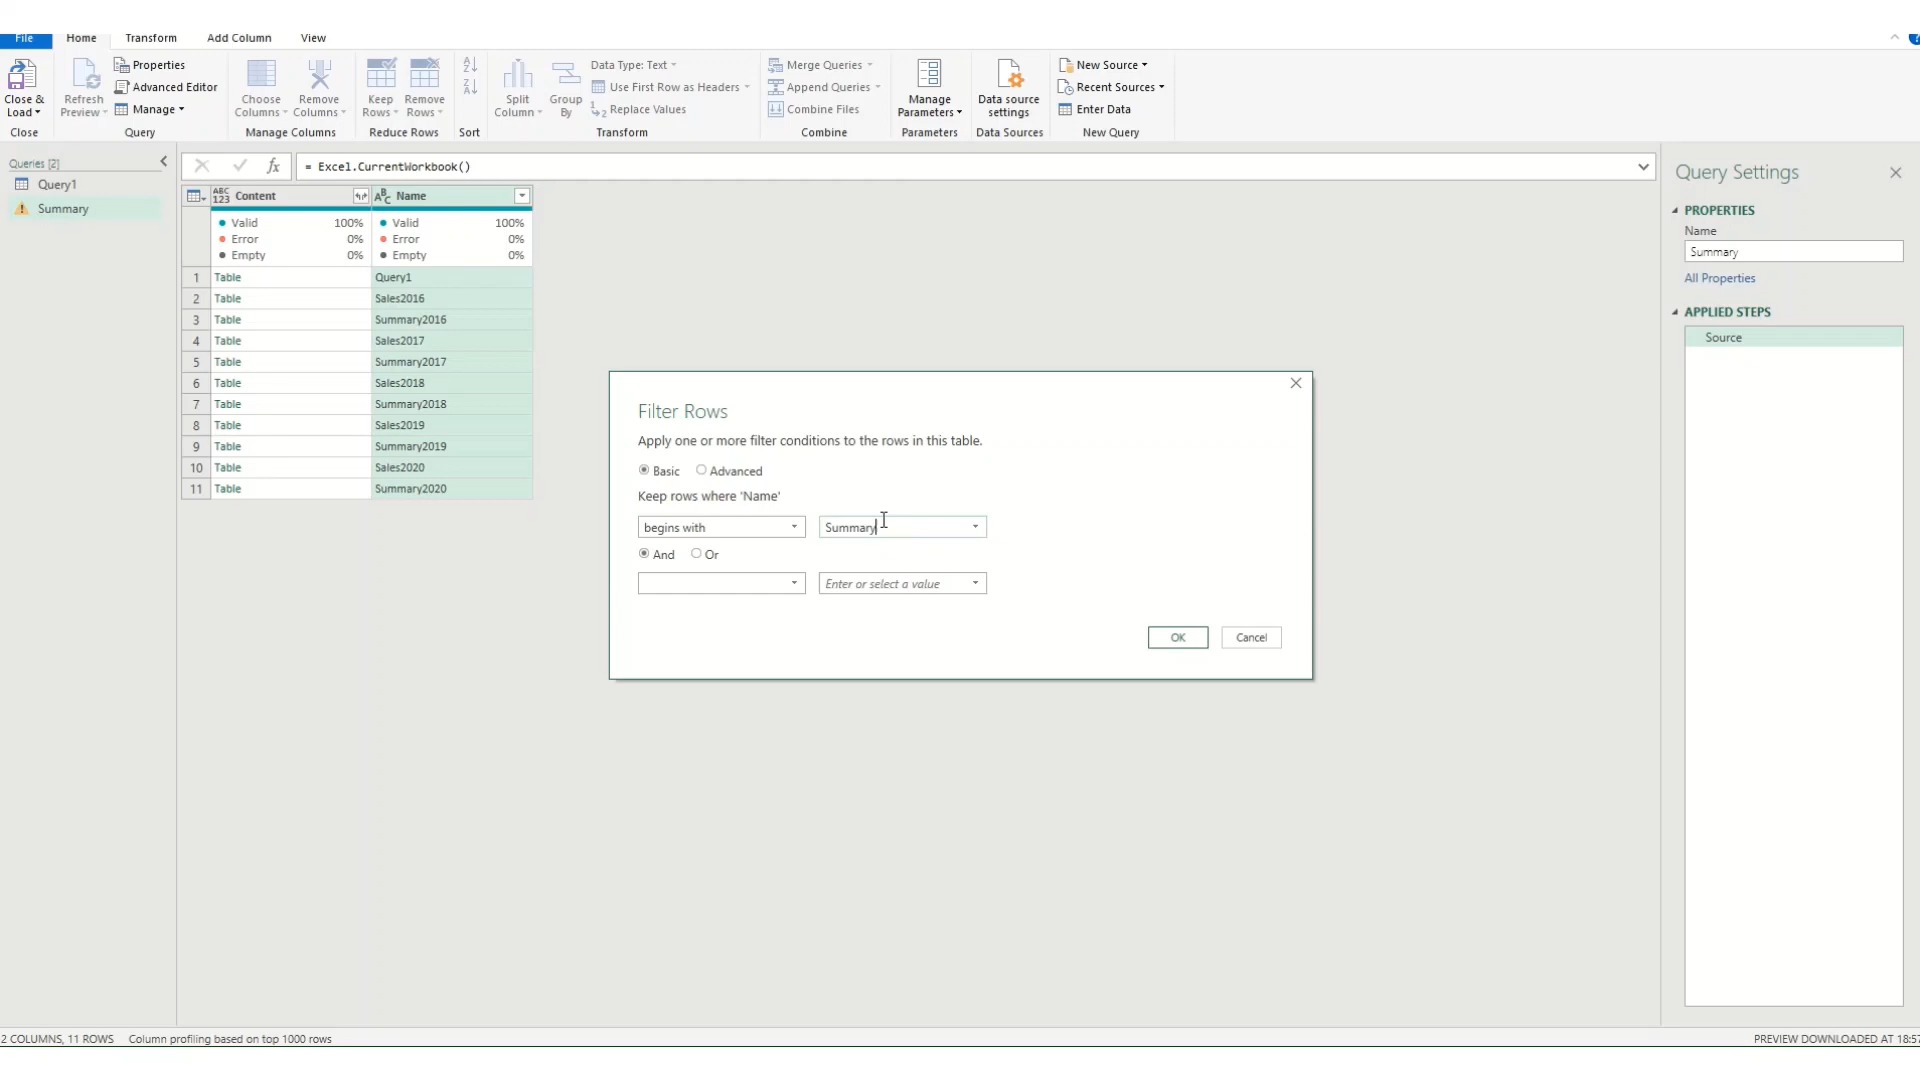 File Home Transform Add Column View
Close & Load
Close
Refresh Preview
Properties
Advanced Editor
Manage
Query
Choose Columns
Remove Columns
Manage Columns
Keep Rows
Remove Rows
Reduce Rows
Sort
Split Column
Group By
Data Type: Text
Use First Row as Headers
Replace Values
Transform
Merge Queries
Append Queries
Combine Files
Combine
Manage Parameters
Parameters
Data source settings
Data Sources
New Source
Recent Sources
Enter Data
New Query
Queries [2]
Query1
Summary
fx = Excel.CurrentWorkbook()
ABC 123 Content ABC Name
Valid 100% Valid 100%
Error 0% Error 0%
Empty 0% Empty 0%
1 Table Query1
2 Table Sales2016
3 Table Summary2016
4 Table Sales2017
5 Table Summary2017
6 Table Sales2018
7 Table Summary2018
8 Table Sales2019
9 Table Summary2019
10 Table Sales2020
11 Table Summary2020
Filter Rows
Apply one or more filter conditions to the rows in this table.
Basic Advanced
Keep rows where 'Name'
begins with Summary
And Or
Enter or select a value
OK Cancel
Query Settings
PROPERTIES
Name
Summary
All Properties
APPLIED STEPS
Source
2 COLUMNS, 11 ROWS Column profiling based on top 1000 rows
PREVIEW DOWNLOADED AT 18:57